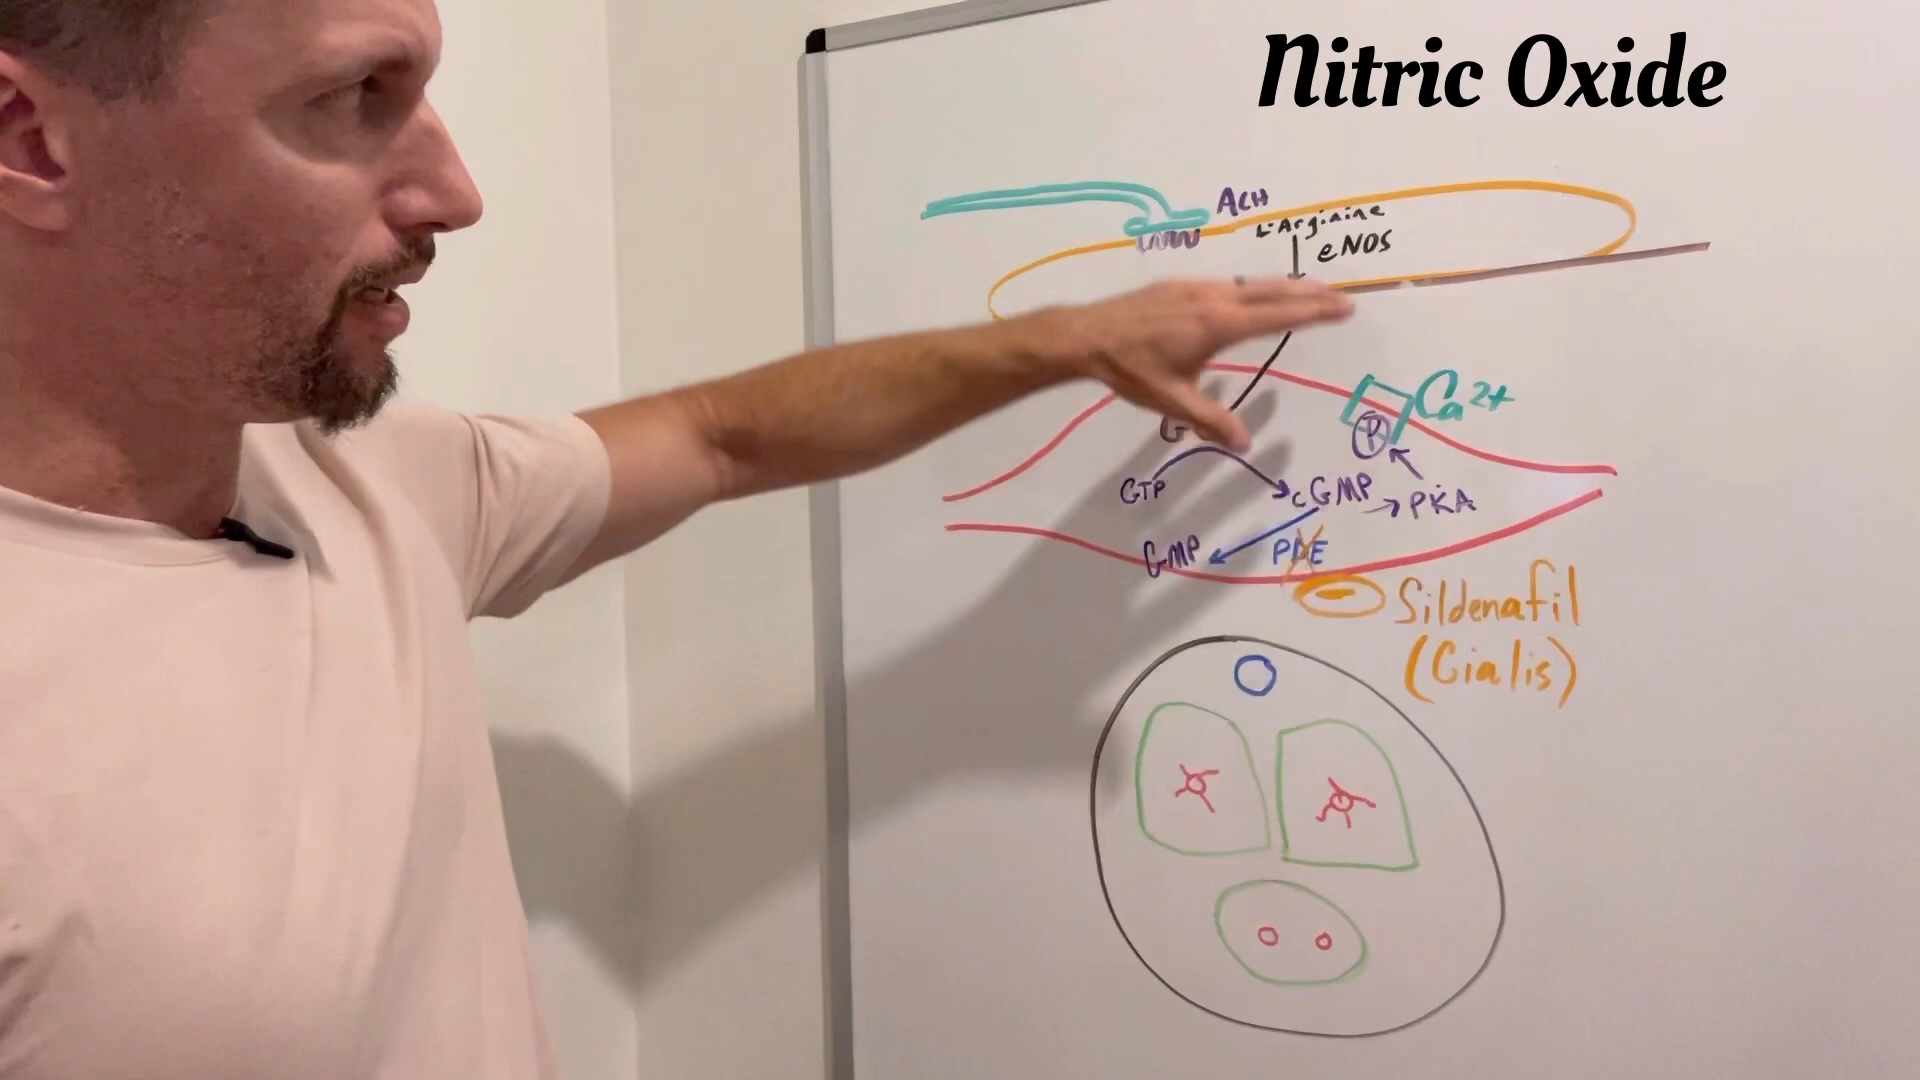 Nitric Oxide
ACH
L-Arginine
eNOS
Ca²⁺
P
G
GTP
cGMP
PKA
GMP
PDE
Sildenafil
(Cialis)